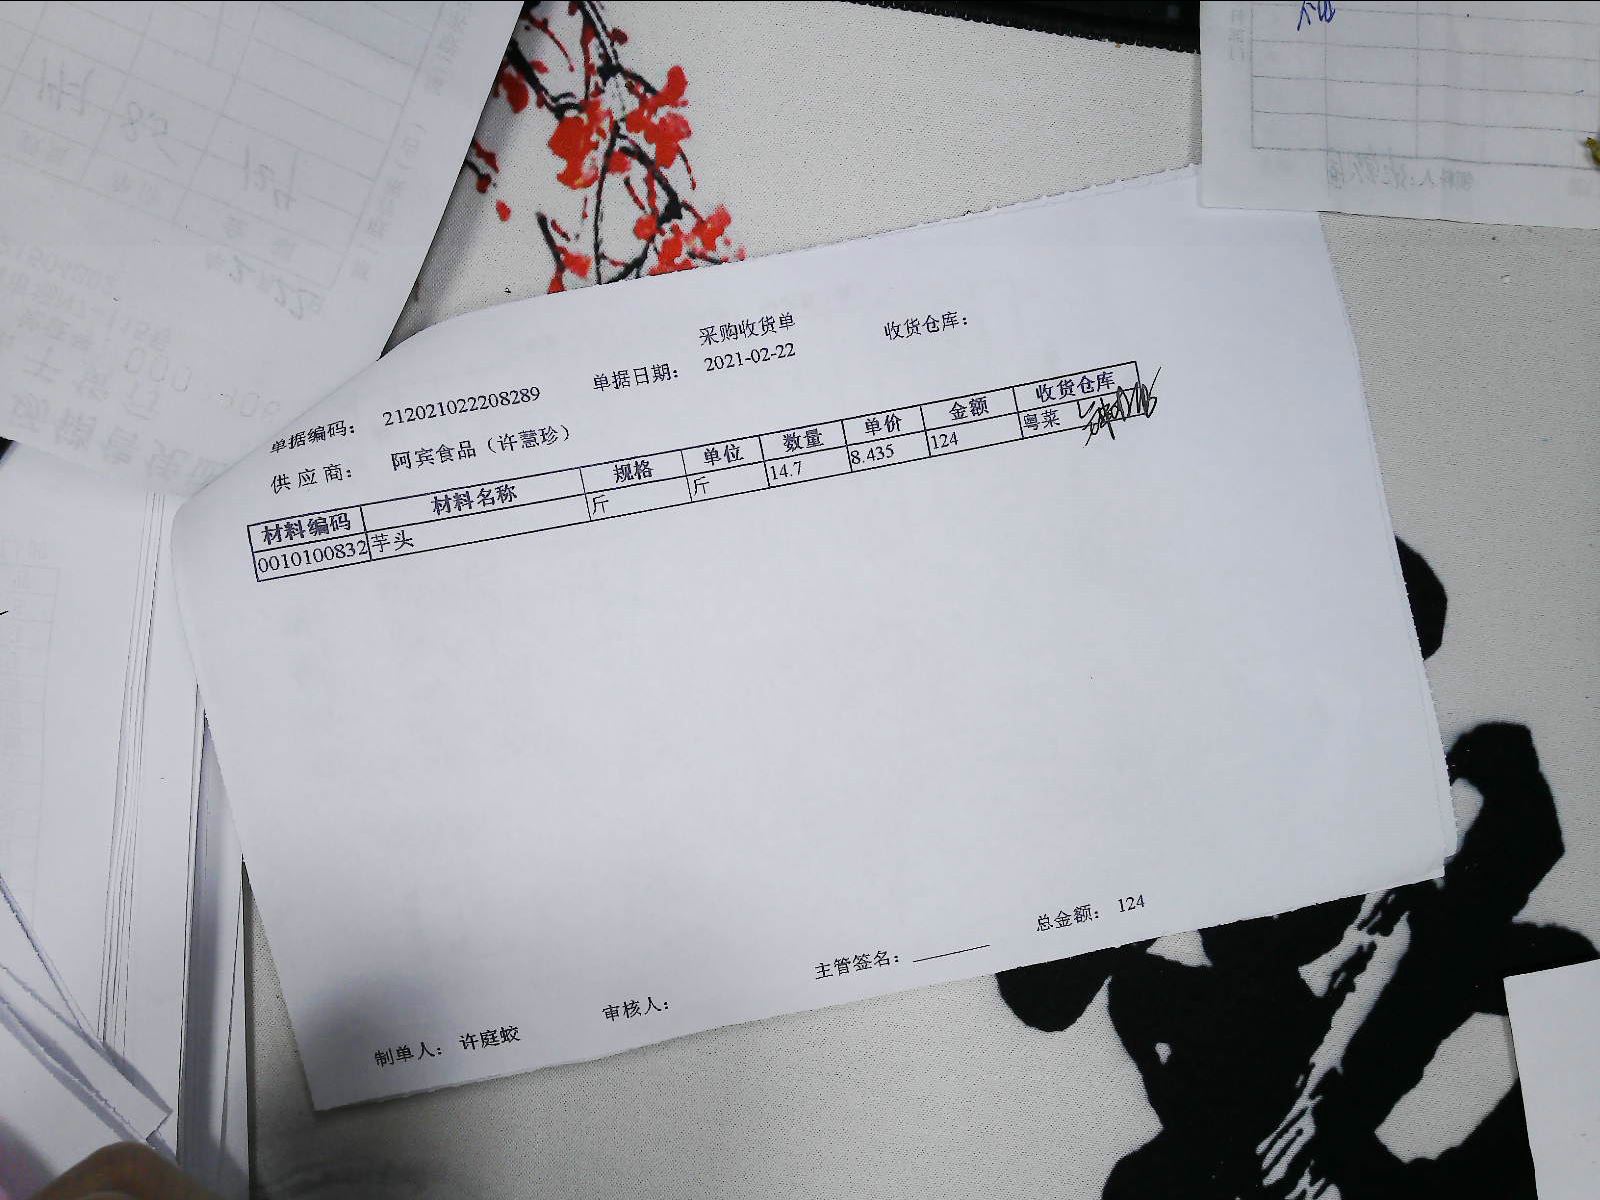 采购收货单
单据编码: 212021022208289 单据日期: 2021-02-22 收货仓库:
供应商: 阿宾食品（许慧珍）
材料编码 材料名称 规格 单位 数量 单价 金额 收货仓库
0010100832 芋头 斤 斤 14.7 8.435 124 粤菜
总金额: 124
制单人: 许庭蛟 审核人: 主管签名: